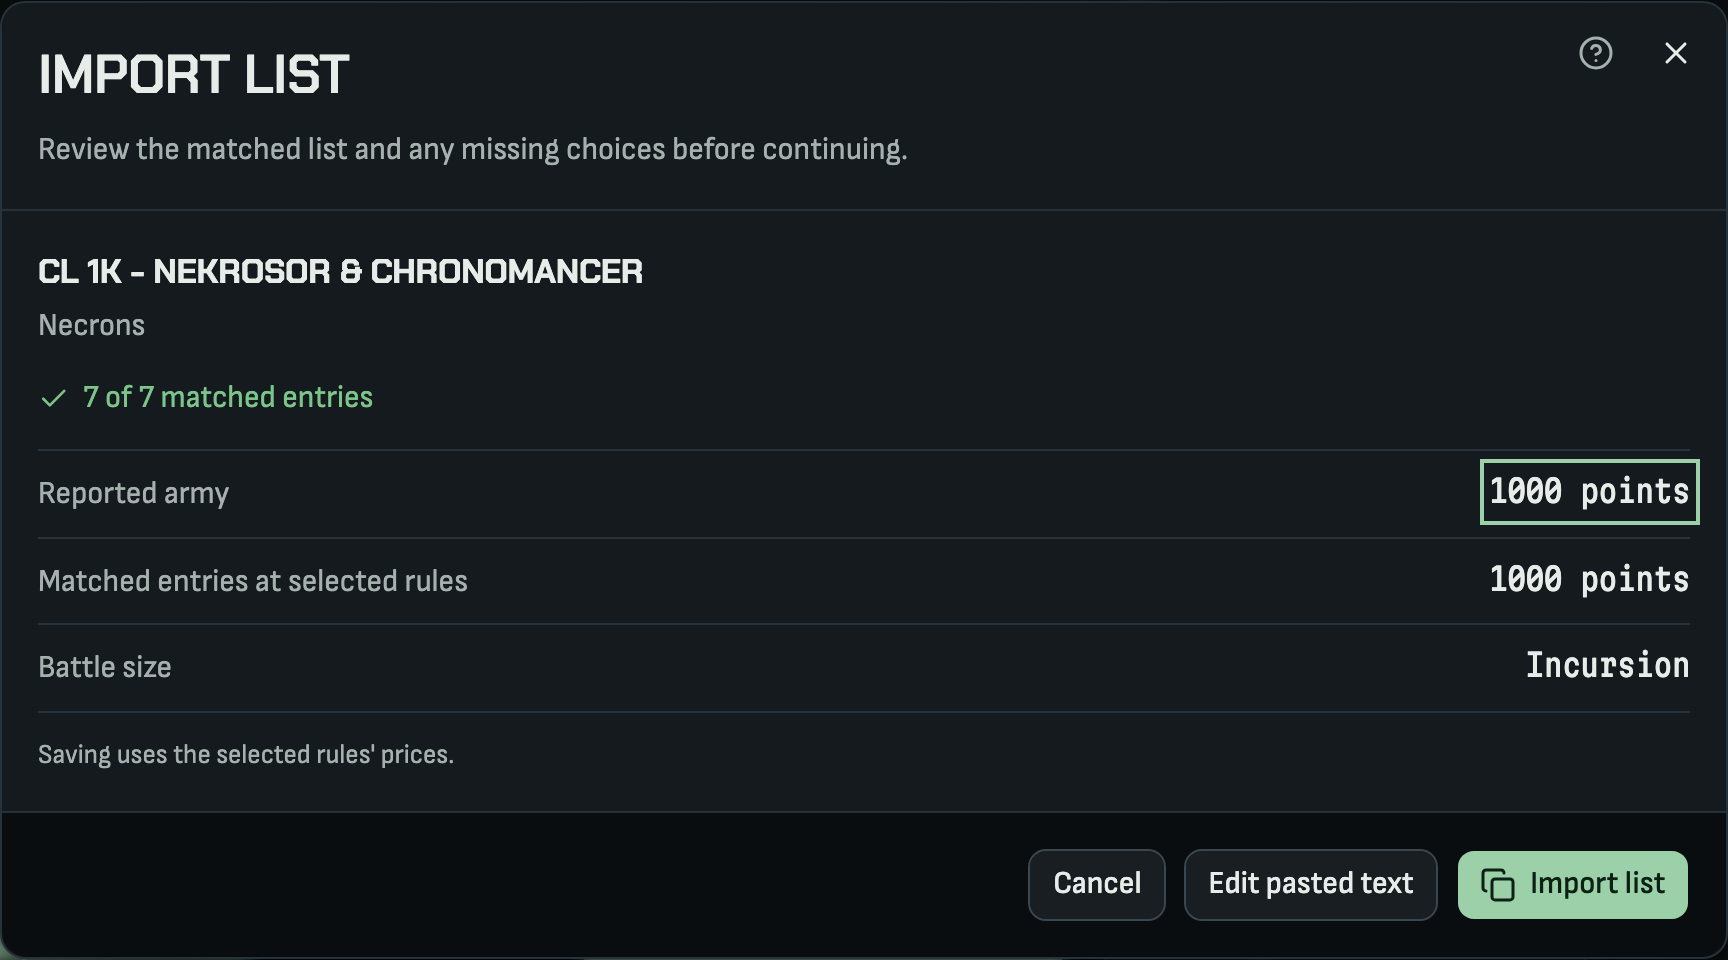 IMPORT LIST
Review the matched list and any missing choices before continuing.
CL 1K - NEKROSOR & CHRONOMANCER
Necrons
7 of 7 matched entries
Reported army 1000 points
Matched entries at selected rules 1000 points
Battle size Incursion
Saving uses the selected rules' prices.
Cancel Edit pasted text Import list